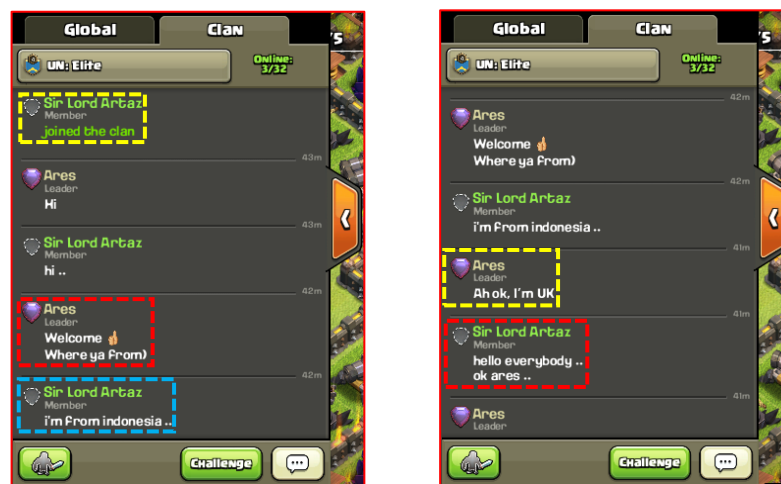 Global
Clan
UN: Elite
Online:
3/32
Sir Lord Artaz
Member
joined the clan
43m
Ares
Leader
Hi
43m
Sir Lord Artaz
Member
hi ..
42m
Ares
Leader
Welcome ☝
Where ya From)
42m
Sir Lord Artaz
Member
i'm From indonesia ..
Challenge
Global
Clan
UN: Elite
Online:
3/32
42m
Ares
Leader
Welcome ☝
Where ya From)
42m
Sir Lord Artaz
Member
i'm From indonesia ..
41m
Ares
Leader
Ah ok, I'm UK
41m
Sir Lord Artaz
Member
hello everybody ..
ok ares ..
41m
Ares
Leader
Challenge